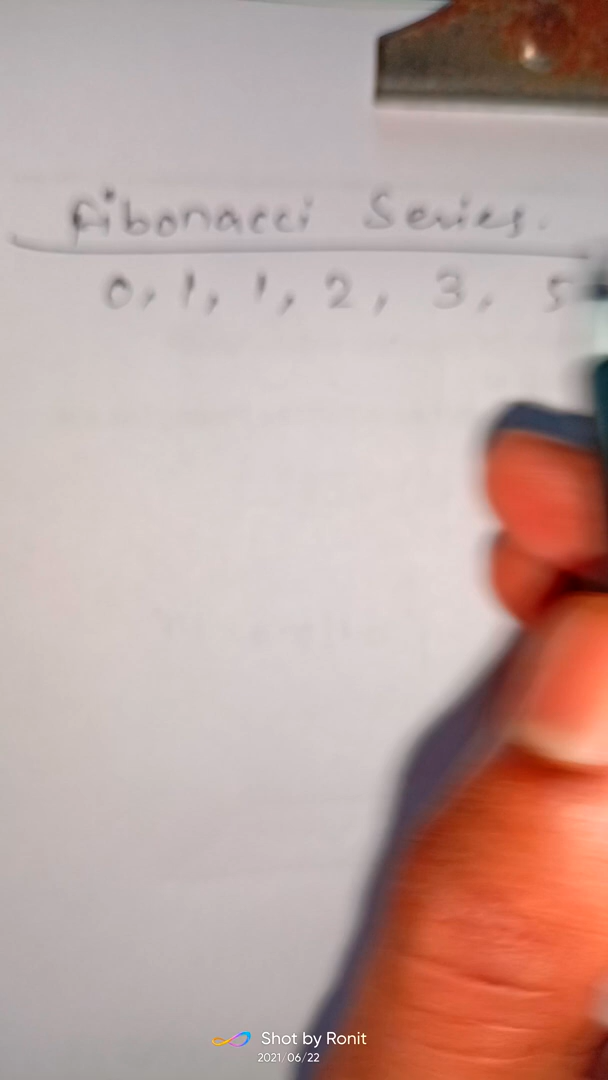 Fibonacci Series.
0, 1, 1, 2, 3, 5
Shot by Ronit
2021/06/22